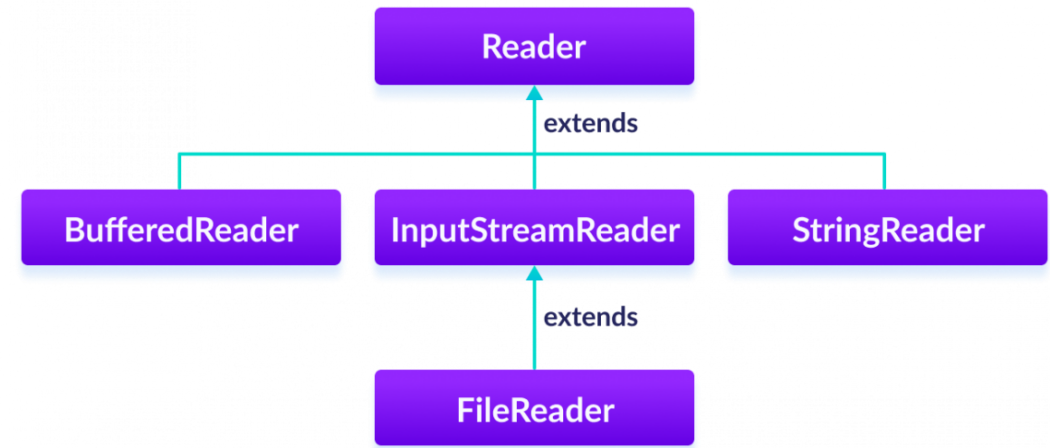 Reader
extends
BufferedReader
InputStreamReader
StringReader
extends
FileReader